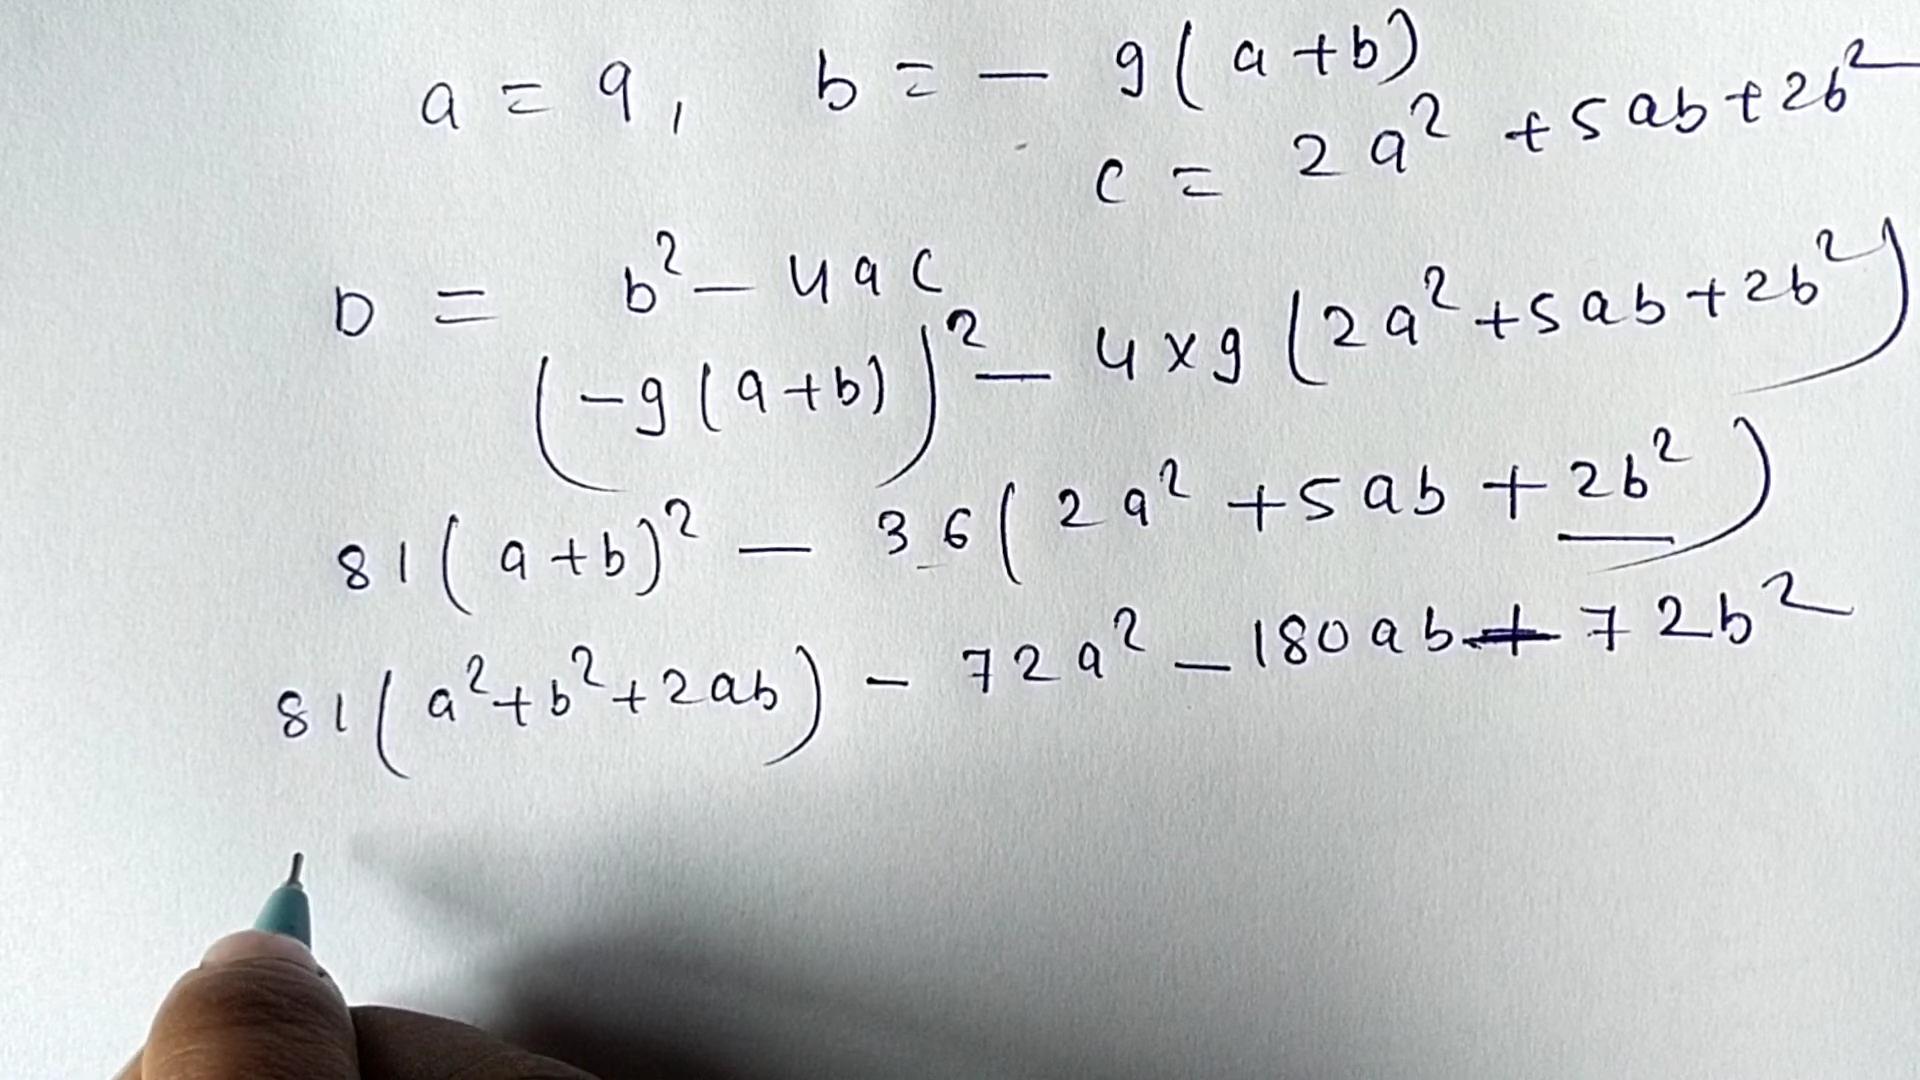 a = 9, b = - 9(a+b)
c = 2a² + 5ab + 2b²
D = b² - 4ac
(-9(a+b))² - 4×9(2a² + 5ab + 2b²)
81(a+b)² - 36(2a² + 5ab + 2b²)
81(a² + b² + 2ab) - 72a² - 180ab - 72b²